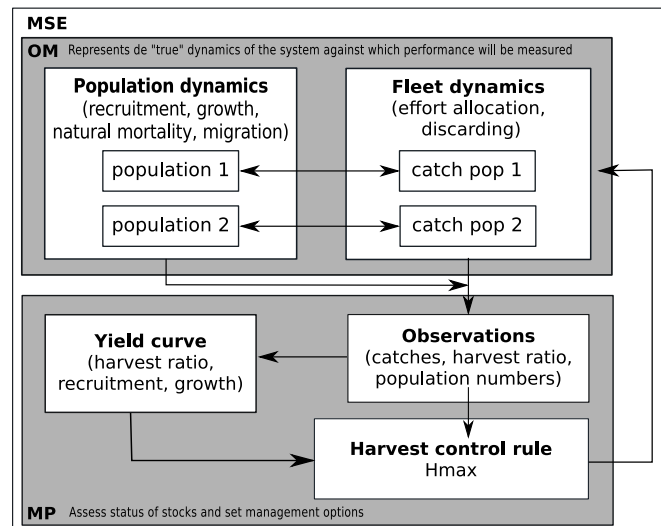 MSE
OM Represents de "true" dynamics of the system against which performance will be measured
Population dynamics
(recruitment, growth,
natural mortality, migration)
population 1
population 2
Fleet dynamics
(effort allocation,
discarding)
catch pop 1
catch pop 2
Yield curve
(harvest ratio,
recruitment, growth)
Observations
(catches, harvest ratio,
population numbers)
Harvest control rule
Hmax
MP Assess status of stocks and set management options